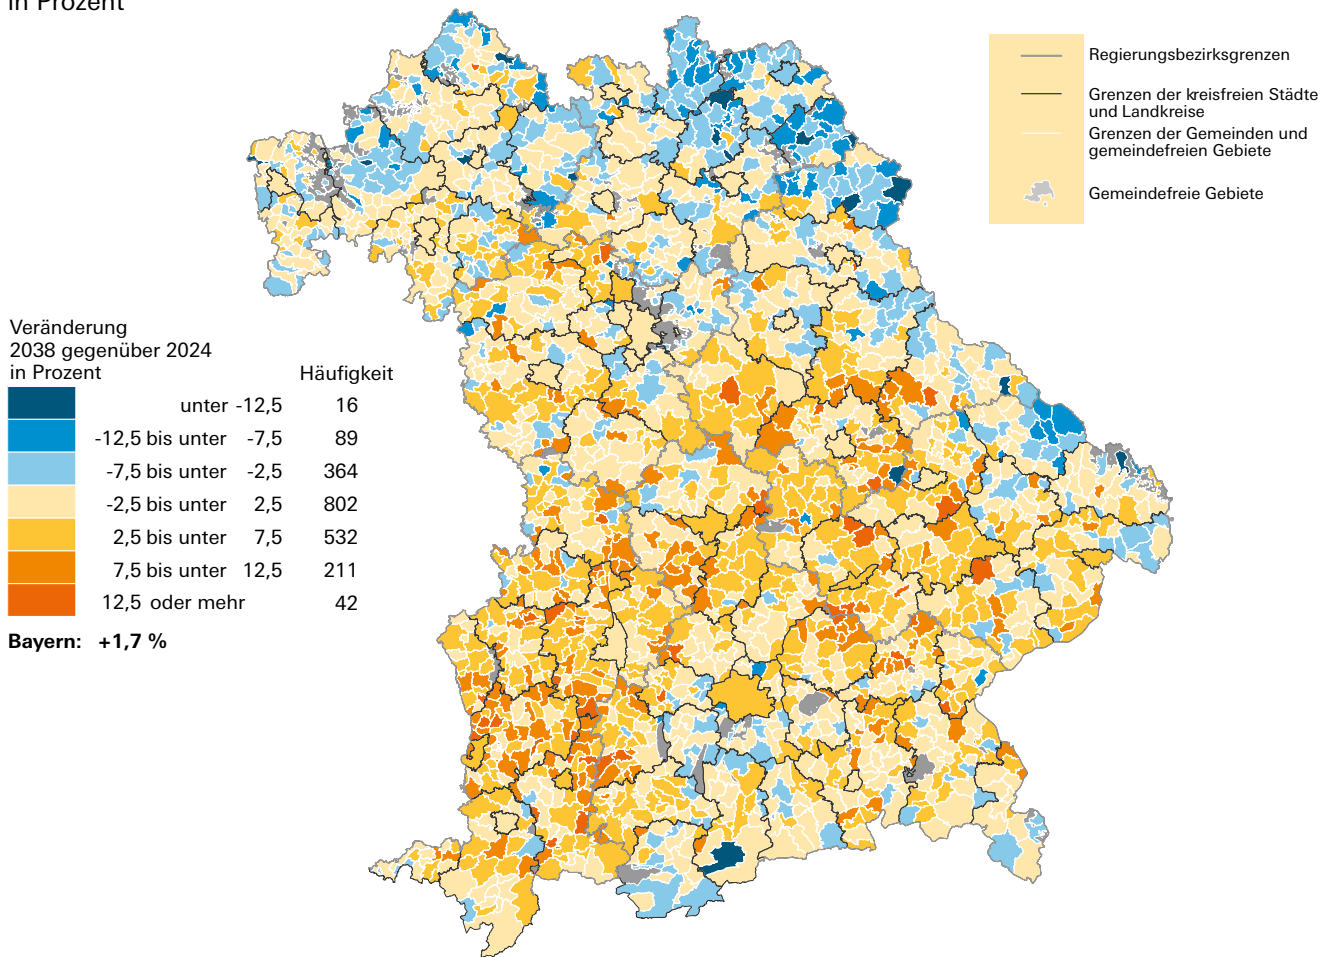 in Prozent
Regierungsbezirksgrenzen
Grenzen der kreisfreien Städte
und Landkreise
Grenzen der Gemeinden und
gemeindefreien Gebiete
Gemeindefreie Gebiete
Veränderung
2038 gegenüber 2024
in Prozent Häufigkeit
unter -12,5 16
-12,5 bis unter -7,5 89
-7,5 bis unter -2,5 364
-2,5 bis unter 2,5 802
2,5 bis unter 7,5 532
7,5 bis unter 12,5 211
12,5 oder mehr 42
Bayern: +1,7 %